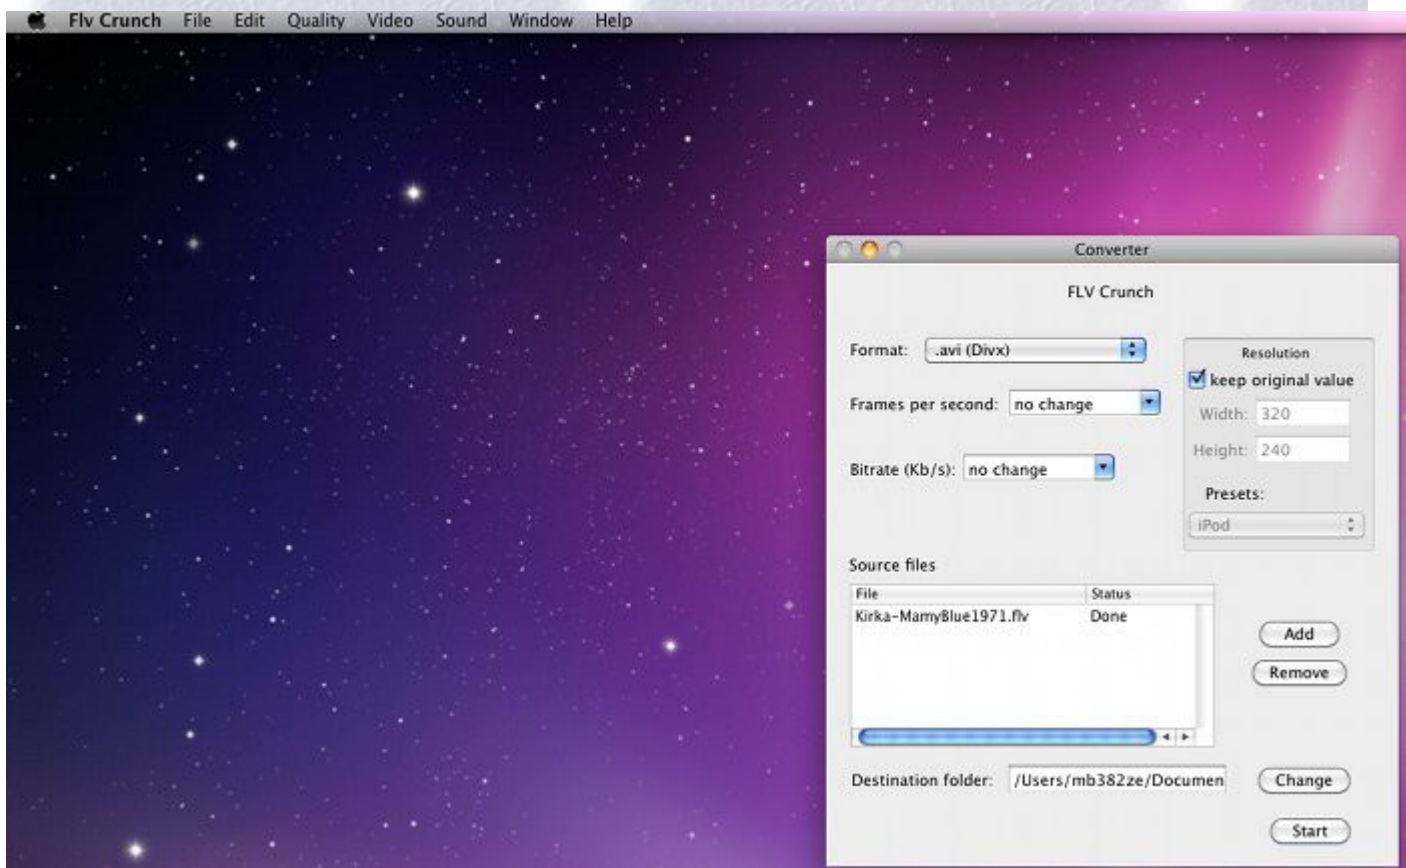 Flv Crunch File Edit Quality Video Sound Window Help
Converter
FLV Crunch
Format: .avi (Divx)
Resolution
keep original value
Frames per second: no change
Width: 320
Height: 240
Bitrate (Kb/s): no change
Presets:
iPod
Source files
File Status
Kirka-MamyBlue1971.flv Done
Add
Remove
Destination folder: /Users/mb382ze/Documen Change
Start